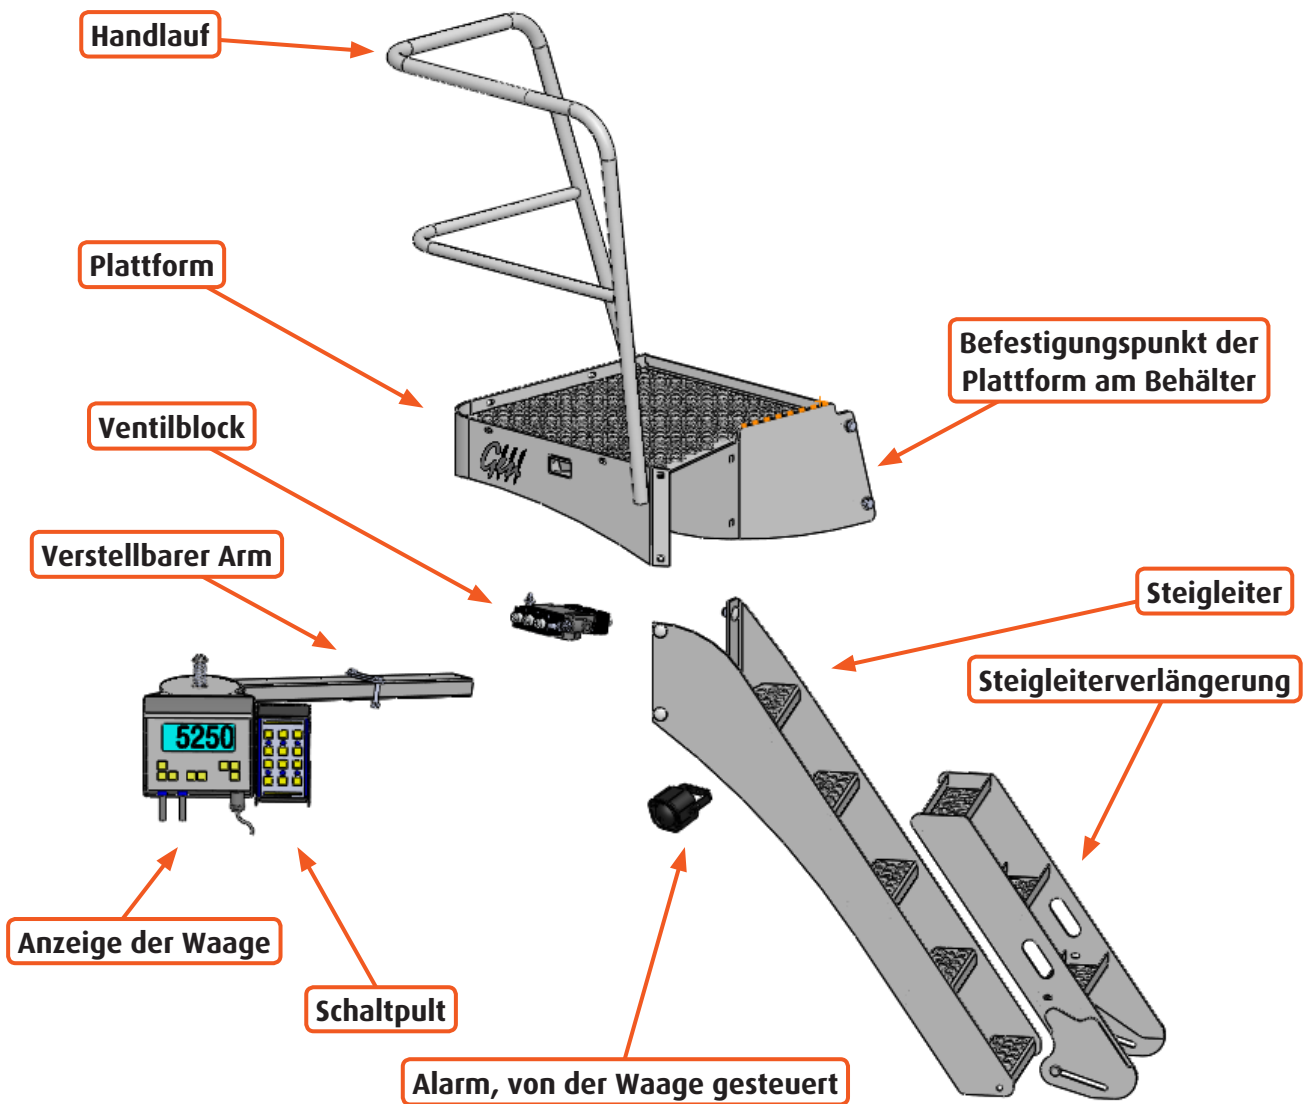 Handlauf
Plattform
Befestigungspunkt der
Plattform am Behälter
Ventilblock
Verstellbarer Arm
Steigleiter
Steigleiterverlängerung
5250
Anzeige der Waage
Schaltpult
Alarm, von der Waage gesteuert